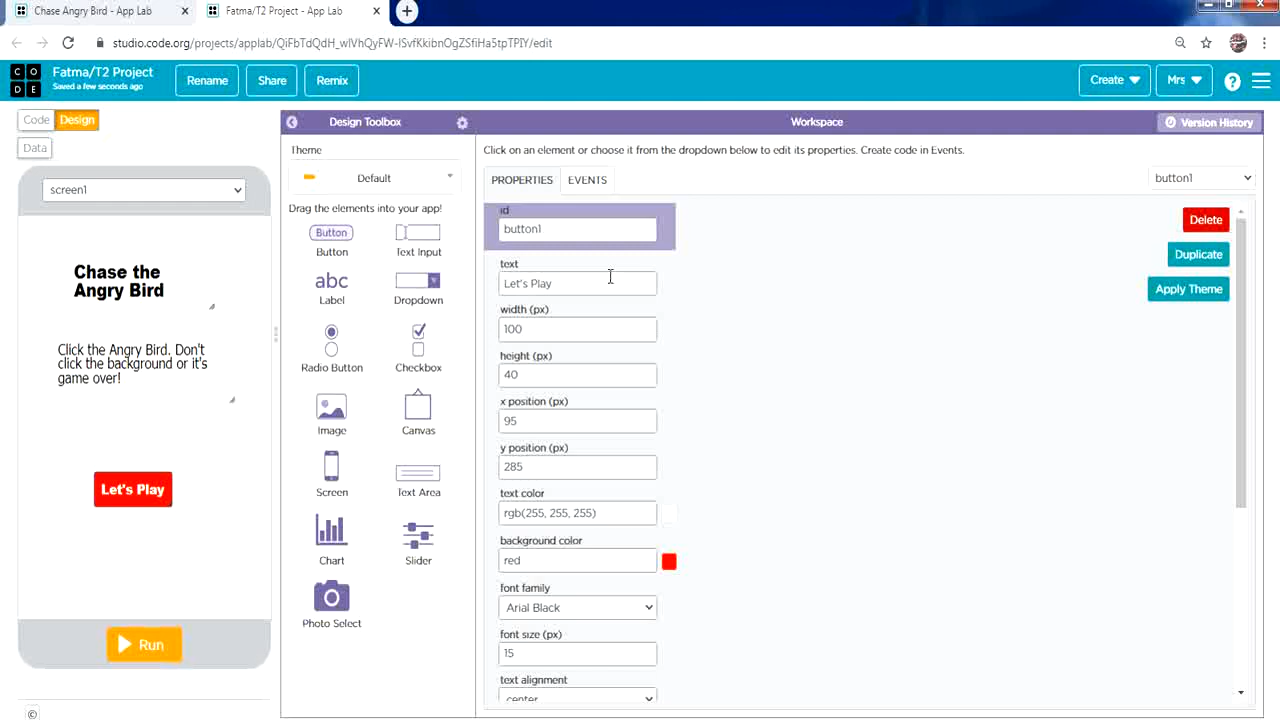 Chase Angry Bird - App Lab
Fatma/T2 Project - App Lab
studio.code.org/projects/applab/QiFbTdQdH_wlVhQyFW-lSvfKkibnOgZSfiHa5tpTPIY/edit
CO
DE
Fatma/T2 Project
Saved a few seconds ago
Rename
Share
Remix
Create
Mrs
?
Code
Design
Data
Design Toolbox
Workspace
Version History
screen1
Theme
Default
Drag the elements into your app!
Button
Button
Text Input
abc
Label
Dropdown
Radio Button
Checkbox
Image
Canvas
Screen
Text Area
Chart
Slider
Photo Select
Chase the
Angry Bird
Click the Angry Bird. Don't
click the background or it's
game over!
Let's Play
Run
©
Click on an element or choose it from the dropdown below to edit its properties. Create code in Events.
PROPERTIES
EVENTS
button1
Delete
Duplicate
Apply Theme
id
button1
text
Let's Play
width (px)
100
height (px)
40
x position (px)
95
y position (px)
285
text color
rgb(255, 255, 255)
background color
red
font family
Arial Black
font size (px)
15
text alignment
center